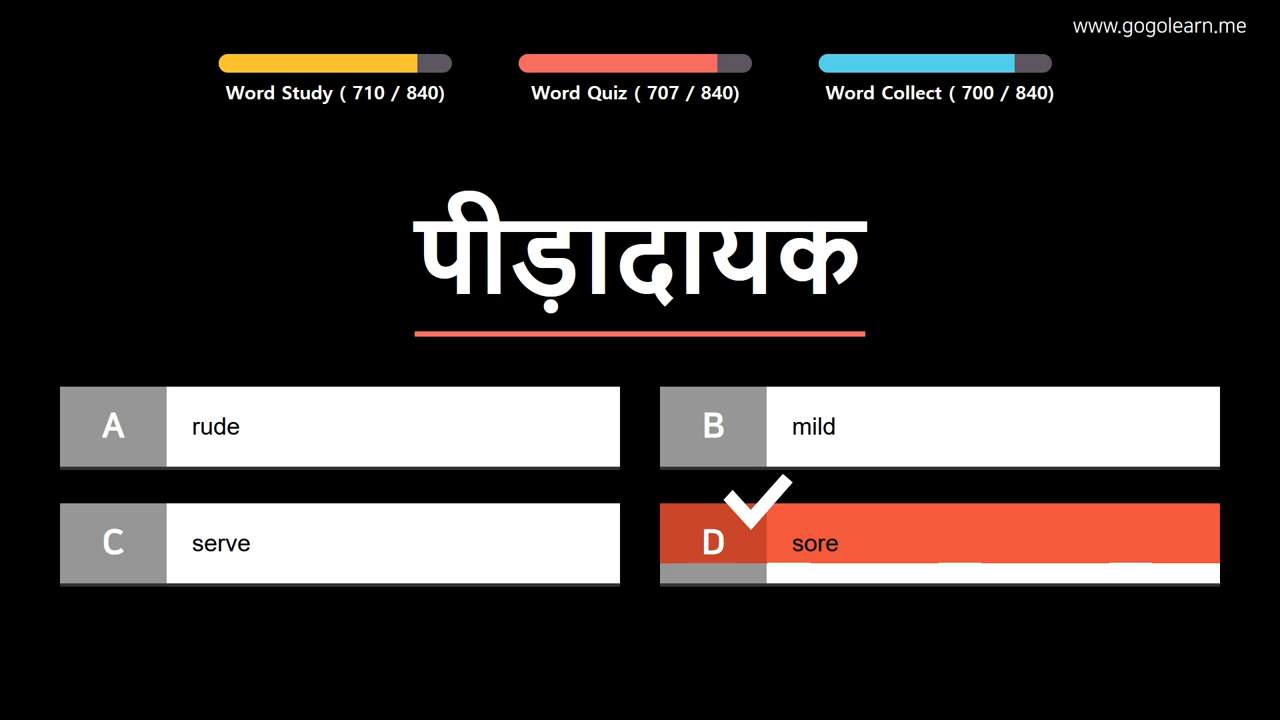 www.gogolearn.me
Word Study ( 710 / 840)
Word Quiz ( 707 / 840)
Word Collect ( 700 / 840)
पीड़ादायक
A rude
B mild
C serve
D sore